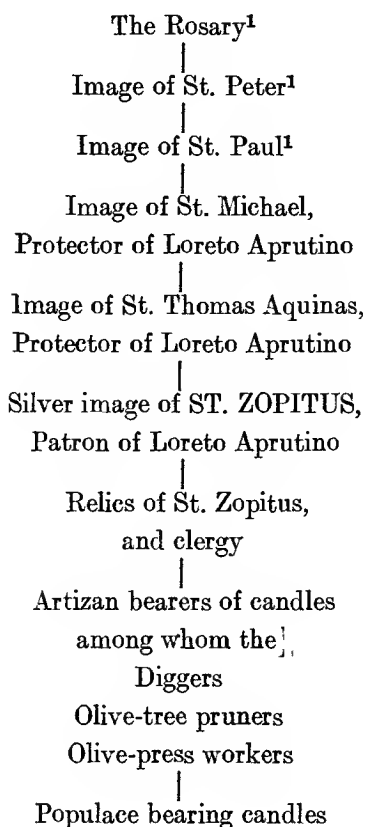 The Rosary¹
Image of St. Peter¹
Image of St. Paul¹
Image of St. Michael,
Protector of Loreto Aprutino
Image of St. Thomas Aquinas,
Protector of Loreto Aprutino
Silver image of ST. ZOPITUS,
Patron of Loreto Aprutino
Relics of St. Zopitus,
and clergy
Artizan bearers of candles
among whom the
Diggers
Olive-tree pruners
Olive-press workers
Populace bearing candles